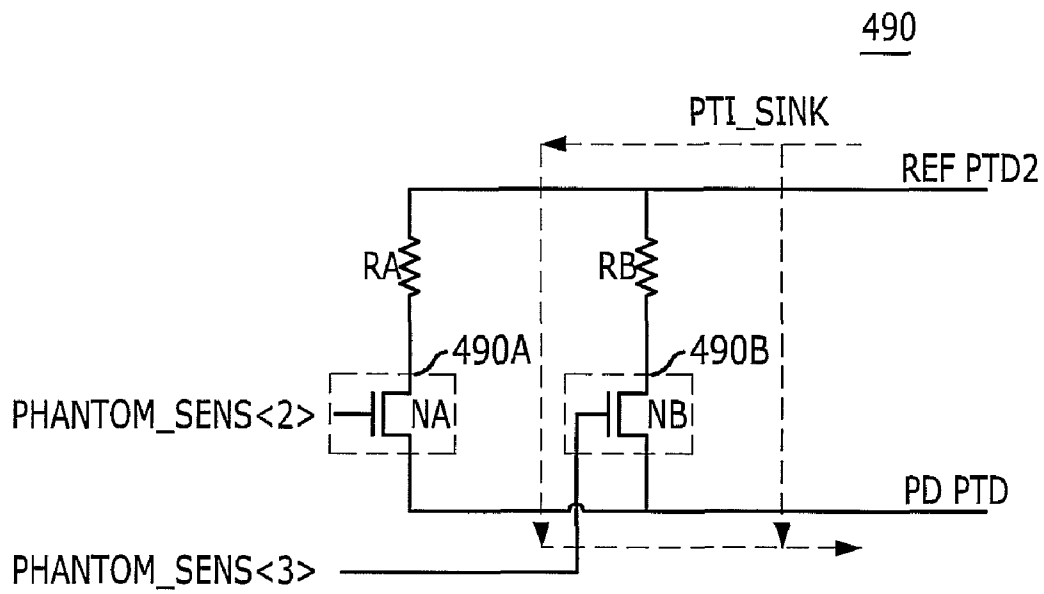 490
PTI_SINK
REF PTD2
RA
RB
490A
490B
PHANTOM_SENS<2>
NA
NB
PD PTD
PHANTOM_SENS<3>